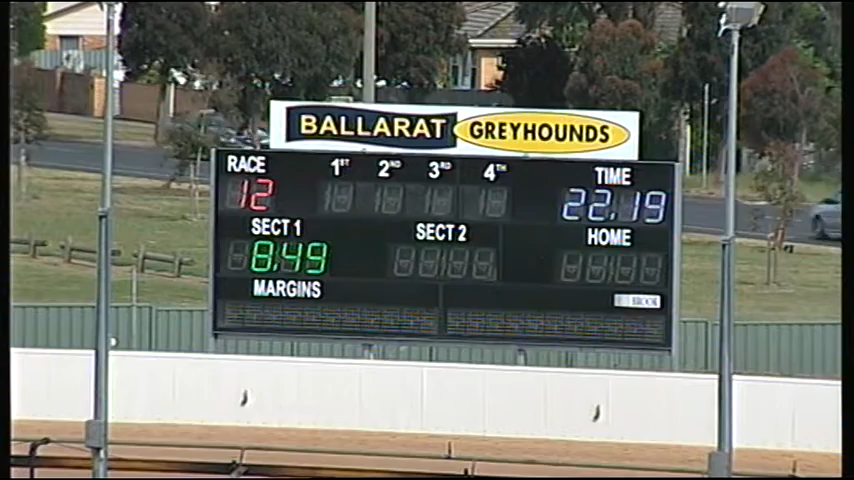 BALLARAT GREYHOUNDS
RACE 1ST 2ND 3RD 4TH TIME
12 22.19
SECT 1 SECT 2 HOME
8.49
MARGINS
BROOK